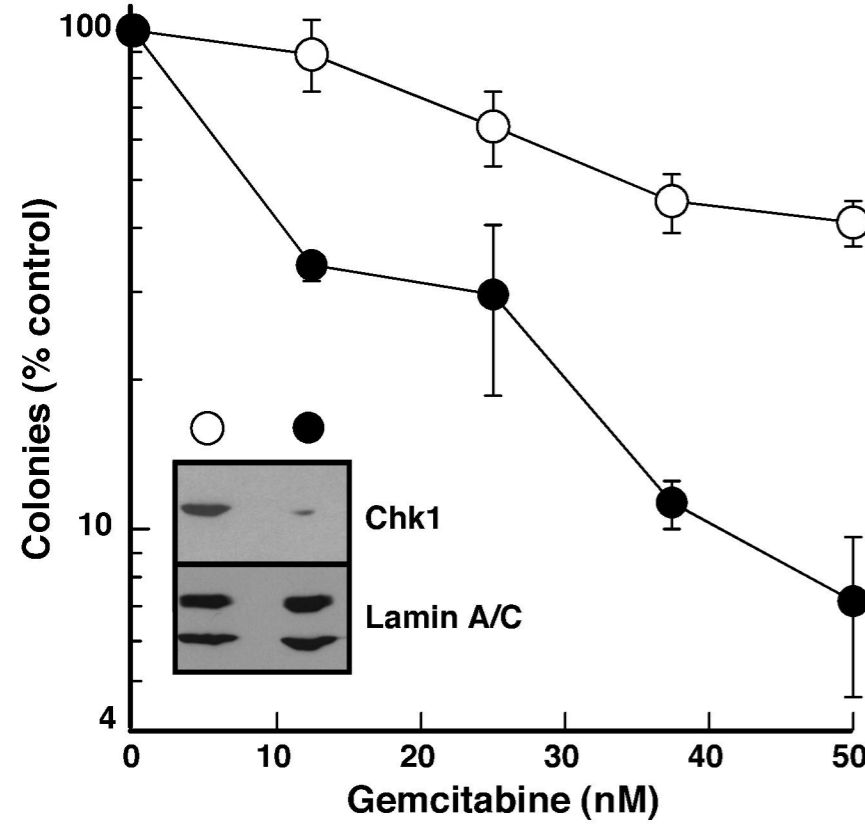 100
10
4
Colonies (% control)
Chk1
Lamin A/C
0 10 20 30 40 50
Gemcitabine (nM)